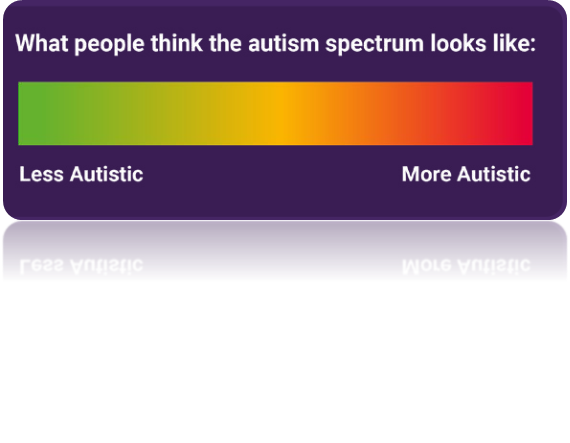 What people think the autism spectrum looks like:
Less Autistic
More Autistic